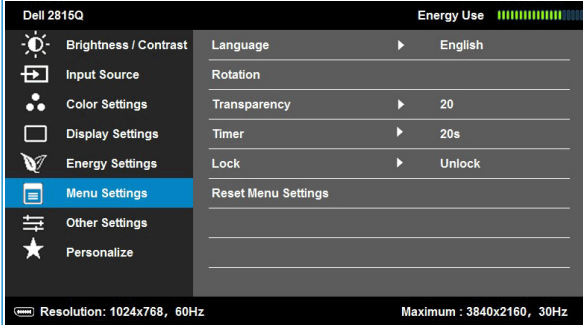 Dell 2815Q Energy Use
Brightness / Contrast Language English
Input Source Rotation
Color Settings Transparency 20
Display Settings Timer 20s
Energy Settings Lock Unlock
Menu Settings Reset Menu Settings
Other Settings
Personalize
Resolution: 1024x768, 60Hz Maximum : 3840x2160, 30Hz